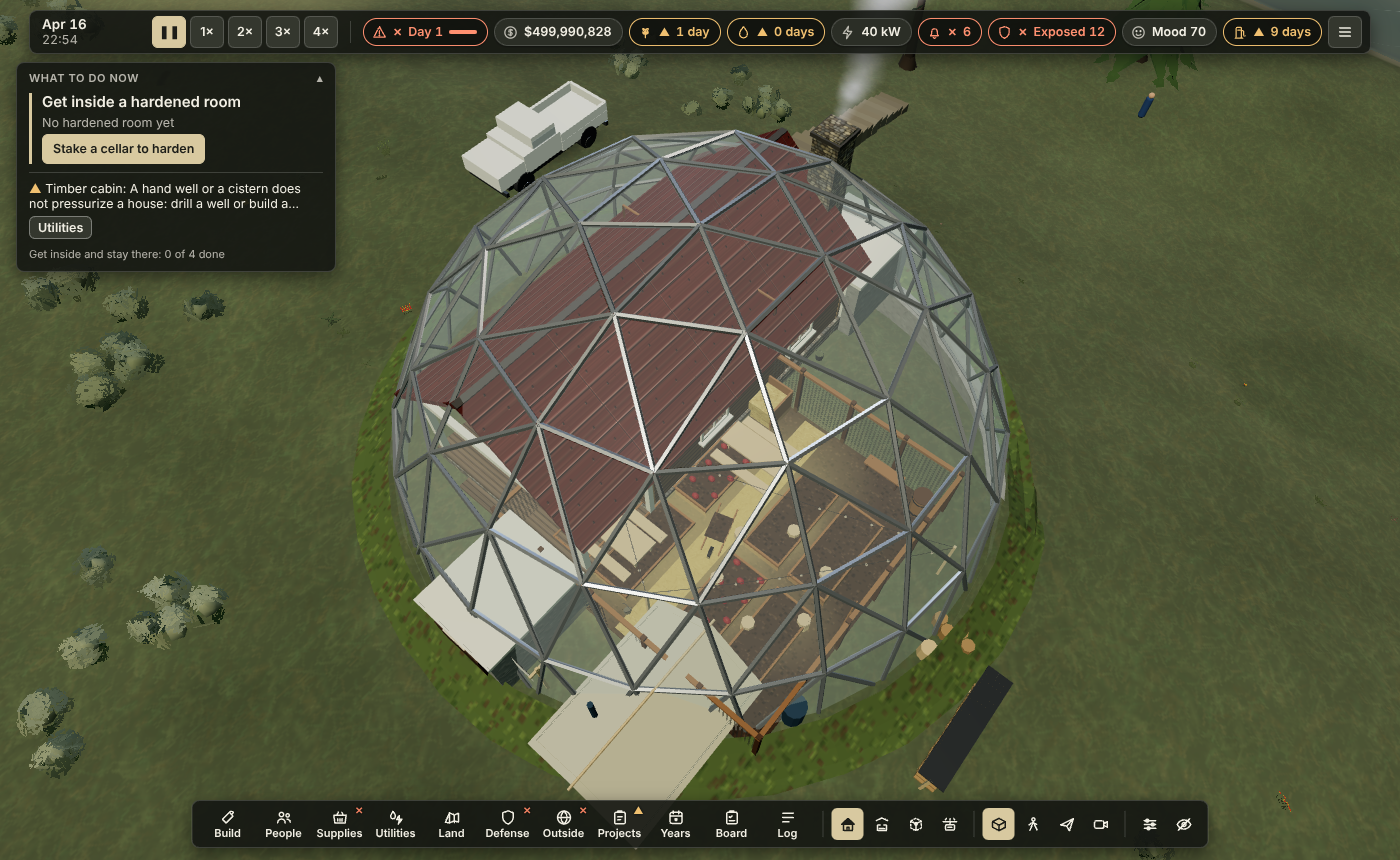 Apr 16
22:54
1×
2×
3×
4×
× Day 1
$499,990,828
1 day
0 days
40 kW
× 6
× Exposed 12
Mood 70
9 days
WHAT TO DO NOW
Get inside a hardened room
No hardened room yet
Stake a cellar to harden
Timber cabin: A hand well or a cistern does
not pressurize a house: drill a well or build a...
Utilities
Get inside and stay there: 0 of 4 done
Build
People
Supplies
Utilities
Land
Defense
Outside
Projects
Years
Board
Log